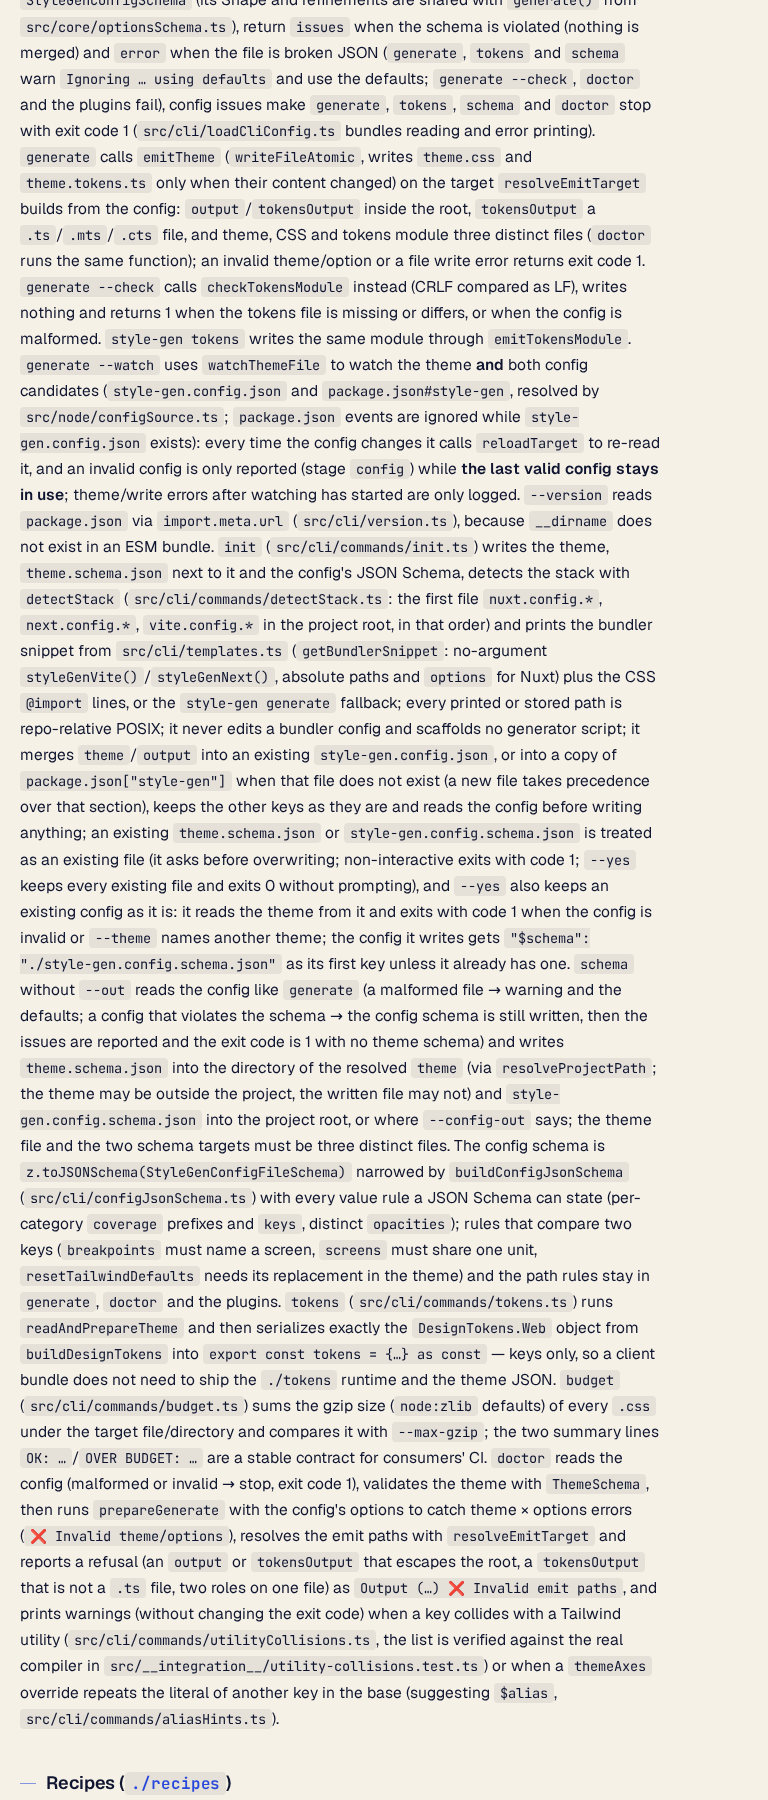 StyleGenConfigSchema (its shape and refinements are shared with generate() from
src/core/optionsSchema.ts), return issues when the schema is violated (nothing is
merged) and error when the file is broken JSON (generate, tokens and schema
warn Ignoring … using defaults and use the defaults; generate --check, doctor
and the plugins fail), config issues make generate, tokens, schema and doctor stop
with exit code 1 (src/cli/loadCliConfig.ts bundles reading and error printing).
generate calls emitTheme (writeFileAtomic, writes theme.css and
theme.tokens.ts only when their content changed) on the target resolveEmitTarget
builds from the config: output/tokensOutput inside the root, tokensOutput a
.ts/.mts/.cts file, and theme, CSS and tokens module three distinct files (doctor
runs the same function); an invalid theme/option or a file write error returns exit code 1.
generate --check calls checkTokensModule instead (CRLF compared as LF), writes
nothing and returns 1 when the tokens file is missing or differs, or when the config is
malformed. style-gen tokens writes the same module through emitTokensModule.
generate --watch uses watchThemeFile to watch the theme and both config
candidates (style-gen.config.json and package.json#style-gen, resolved by
src/node/configSource.ts; package.json events are ignored while style-
gen.config.json exists): every time the config changes it calls reloadTarget to re-read
it, and an invalid config is only reported (stage config) while the last valid config stays
in use; theme/write errors after watching has started are only logged. --version reads
package.json via import.meta.url (src/cli/version.ts), because __dirname does
not exist in an ESM bundle. init (src/cli/commands/init.ts) writes the theme,
theme.schema.json next to it and the config's JSON Schema, detects the stack with
detectStack (src/cli/commands/detectStack.ts: the first file nuxt.config.*,
next.config.*, vite.config.* in the project root, in that order) and prints the bundler
snippet from src/cli/templates.ts (getBundlerSnippet: no-argument
styleGenVite()/styleGenNext(), absolute paths and options for Nuxt) plus the CSS
@import lines, or the style-gen generate fallback; every printed or stored path is
repo-relative POSIX; it never edits a bundler config and scaffolds no generator script; it
merges theme/output into an existing style-gen.config.json, or into a copy of
package.json["style-gen"] when that file does not exist (a new file takes precedence
over that section), keeps the other keys as they are and reads the config before writing
anything; an existing theme.schema.json or style-gen.config.schema.json is treated
as an existing file (it asks before overwriting; non-interactive exits with code 1; --yes
keeps every existing file and exits 0 without prompting), and --yes also keeps an
existing config as it is: it reads the theme from it and exits with code 1 when the config is
invalid or --theme names another theme; the config it writes gets "$schema":
"./style-gen.config.schema.json" as its first key unless it already has one. schema
without --out reads the config like generate (a malformed file → warning and the
defaults; a config that violates the schema → the config schema is still written, then the
issues are reported and the exit code is 1 with no theme schema) and writes
theme.schema.json into the directory of the resolved theme (via resolveProjectPath;
the theme may be outside the project, the written file may not) and style-
gen.config.schema.json into the project root, or where --config-out says; the theme
file and the two schema targets must be three distinct files. The config schema is
z.toJSONSchema(StyleGenConfigFileSchema) narrowed by buildConfigJsonSchema
(src/cli/configJsonSchema.ts) with every value rule a JSON Schema can state (per-
category coverage prefixes and keys, distinct opacities); rules that compare two
keys (breakpoints must name a screen, screens must share one unit,
resetTailwindDefaults needs its replacement in the theme) and the path rules stay in
generate, doctor and the plugins. tokens (src/cli/commands/tokens.ts) runs
readAndPrepareTheme and then serializes exactly the DesignTokens.Web object from
buildDesignTokens into export const tokens = {…} as const — keys only, so a client
bundle does not need to ship the ./tokens runtime and the theme JSON. budget
(src/cli/commands/budget.ts) sums the gzip size (node:zlib defaults) of every .css
under the target file/directory and compares it with --max-gzip; the two summary lines
OK: …/OVER BUDGET: … are a stable contract for consumers' CI. doctor reads the
config (malformed or invalid → stop, exit code 1), validates the theme with ThemeSchema,
then runs prepareGenerate with the config's options to catch theme × options errors
(❌ Invalid theme/options), resolves the emit paths with resolveEmitTarget and
reports a refusal (an output or tokensOutput that escapes the root, a tokensOutput
that is not a .ts file, two roles on one file) as Output (…) ❌ Invalid emit paths, and
prints warnings (without changing the exit code) when a key collides with a Tailwind
utility (src/cli/commands/utilityCollisions.ts, the list is verified against the real
compiler in src/__integration__/utility-collisions.test.ts) or when a themeAxes
override repeats the literal of another key in the base (suggesting $alias,
src/cli/commands/aliasHints.ts).
— Recipes (./recipes)